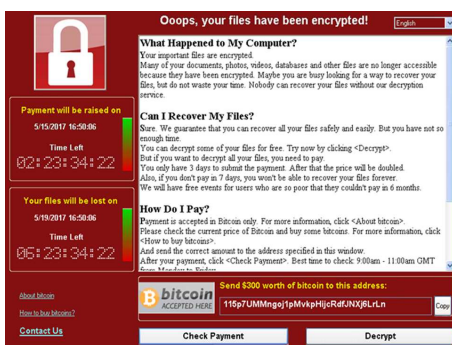 Ooops, your files have been encrypted!
English
What Happened to My Computer?
Your important files are encrypted.
Many of your documents, photos, videos, databases and other files are no longer accessible
because they have been encrypted. Maybe you are busy looking for a way to recover your
files, but do not waste your time. Nobody can recover your files without our decryption
service.
Can I Recover My Files?
Sure. We guarantee that you can recover all your files safely and easily. But you have not so
enough time.
You can decrypt some of your files for free. Try now by clicking <Decrypt>.
But if you want to decrypt all your files, you need to pay.
You only have 3 days to submit the payment. After that the price will be doubled.
Also, if you don't pay in 7 days, you won't be able to recover your files forever.
We will have free events for users who are so poor that they couldn't pay in 6 months.
How Do I Pay?
Payment is accepted in Bitcoin only. For more information, click <About bitcoin>.
Please check the current price of Bitcoin and buy some bitcoins. For more information, click
<How to buy bitcoins>.
And send the correct amount to the address specified in this window.
After your payment, click <Check Payment>. Best time to check: 9:00am - 11:00am GMT
from Monday to Friday.
Payment will be raised on
5/15/2017 16:50:06
Time Left
02:23:34:22
Your files will be lost on
5/19/2017 16:50:06
Time Left
06:23:34:22
About bitcoin
How to buy bitcoins?
Contact Us
bitcoin
ACCEPTED HERE
Send $300 worth of bitcoin to this address:
115p7UMMngoj1pMvkpHijcRdfJNXj6LrLn
Copy
Check Payment
Decrypt